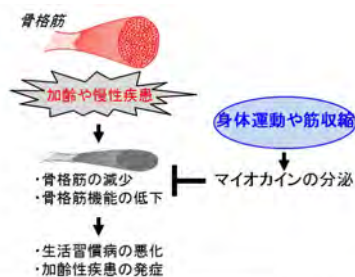 骨格筋
加齢や慢性疾患
身体運動や筋収縮
マイオカインの分泌
・骨格筋の減少
・骨格筋機能の低下
・生活習慣病の悪化
・加齢性疾患の発症